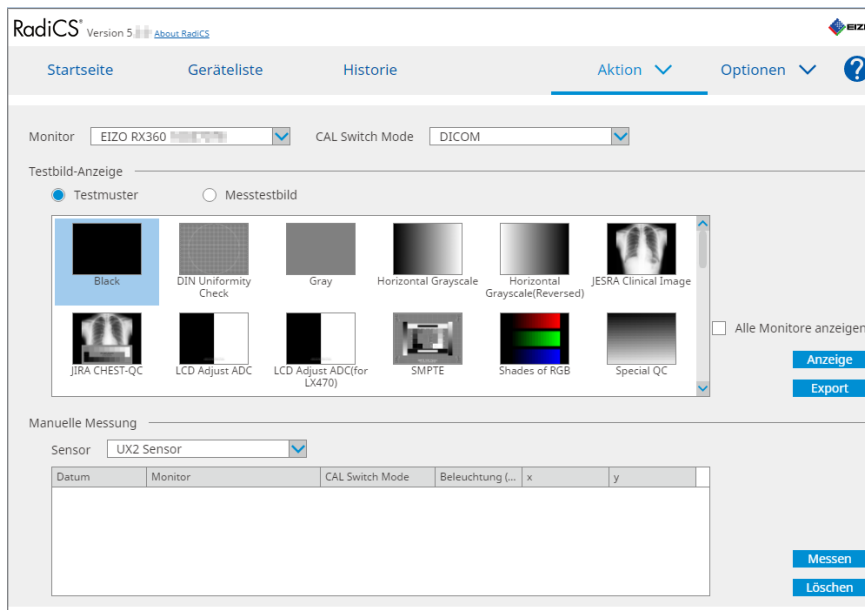 RadiCS® Version 5. About RadiCS EIZO
Startseite Geräteliste Historie Aktion Optionen ?
Monitor EIZO RX360 CAL Switch Mode DICOM
Testbild-Anzeige
Testmuster Messtestbild
Black DIN Uniformity Check Gray Horizontal Grayscale Horizontal Grayscale(Reversed) JESRA Clinical Image
JIRA CHEST-QC LCD Adjust ADC LCD Adjust ADC(for LX470) SMPTE Shades of RGB Special QC
Alle Monitore anzeigen
Anzeige
Export
Manuelle Messung
Sensor UX2 Sensor
Datum Monitor CAL Switch Mode Beleuchtung (... x y
Messen
Löschen